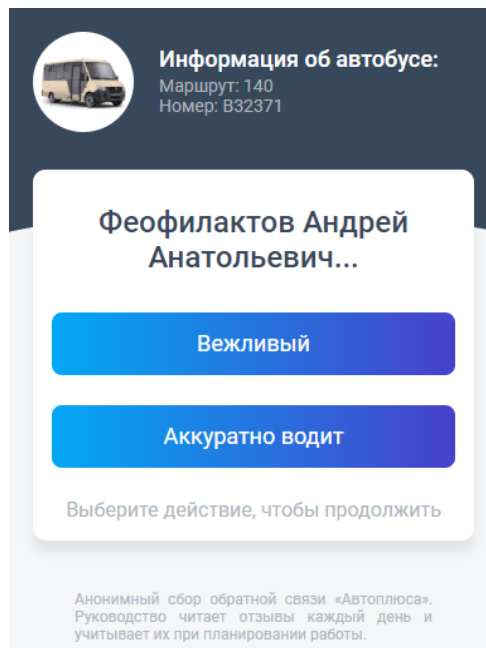 Информация об автобусе:
Маршрут: 140
Номер: В32371
Феофилактов Андрей
Анатольевич...
Вежливый
Аккуратно водит
Выберите действие, чтобы продолжить
Анонимный сбор обратной связи «Автоплюса».
Руководство читает отзывы каждый день и
учитывает их при планировании работы.